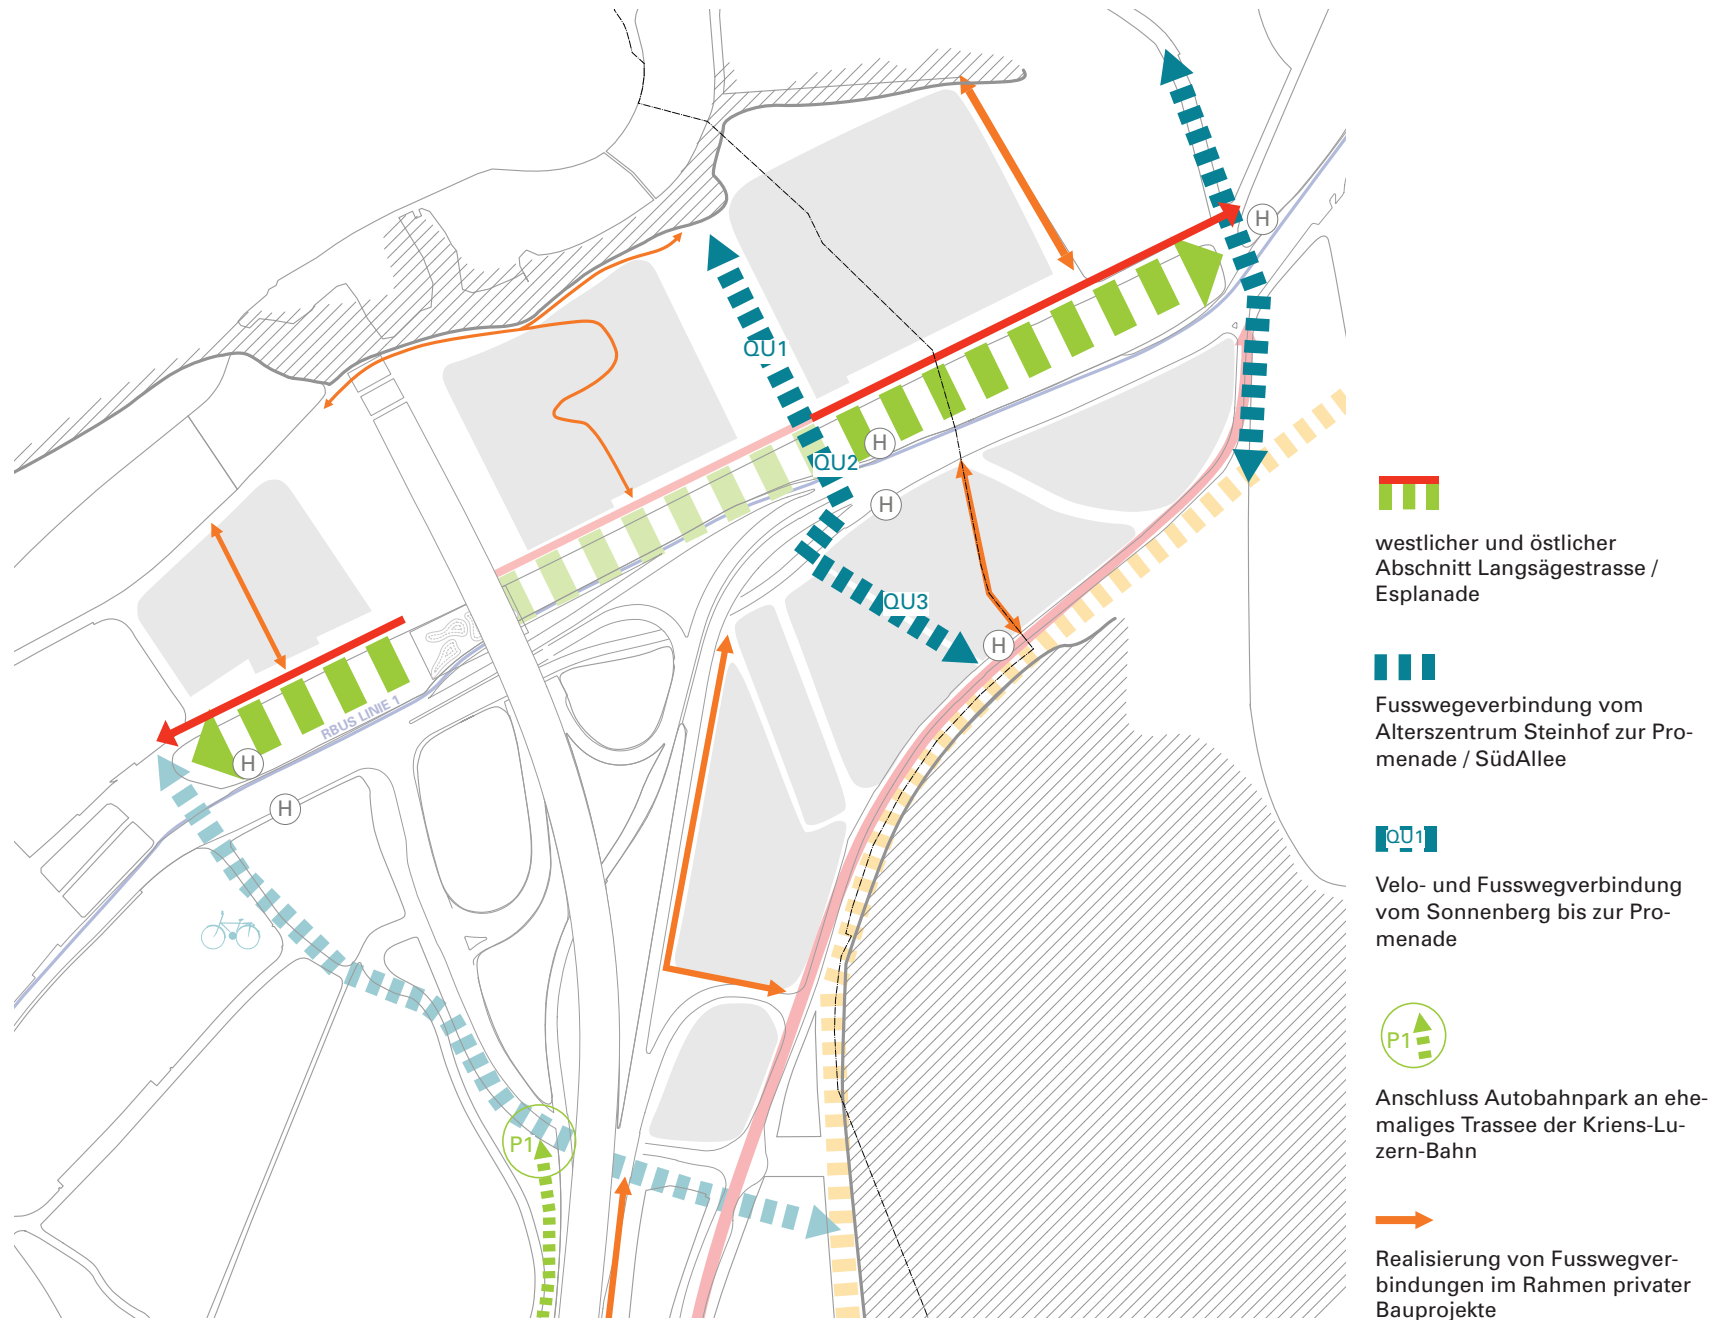 H
QU1
H
QU2
H
QU3
H
RBUS LINIE 1
H
H
P1
westlicher und östlicher
Abschnitt Langsägestrasse /
Esplanade
Fusswegeverbindung vom
Alterszentrum Steinhof zur Pro-
menade / SüdAllee
QU1
Velo- und Fusswegverbindung
vom Sonnenberg bis zur Pro-
menade
P1
Anschluss Autobahnpark an ehe-
maliges Trassee der Kriens-Lu-
zern-Bahn
Realisierung von Fusswegver-
bindungen im Rahmen privater
Bauprojekte